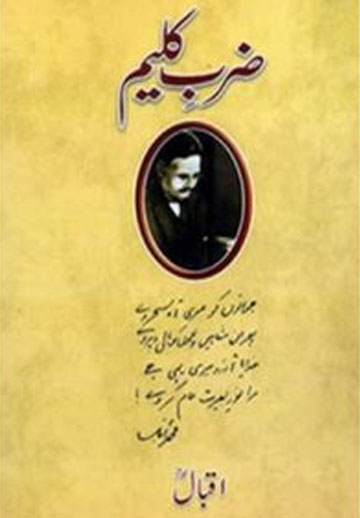 ضربِ کلیم
جوانوں کو مری آہِ سحر دے
پھر ان شاہیں بچوں کو بال و پر دے
خدایا آرزو میری یہی ہے
مرا نورِ بصیرت عام کر دے !
محمد اقبال
اقبالؒ